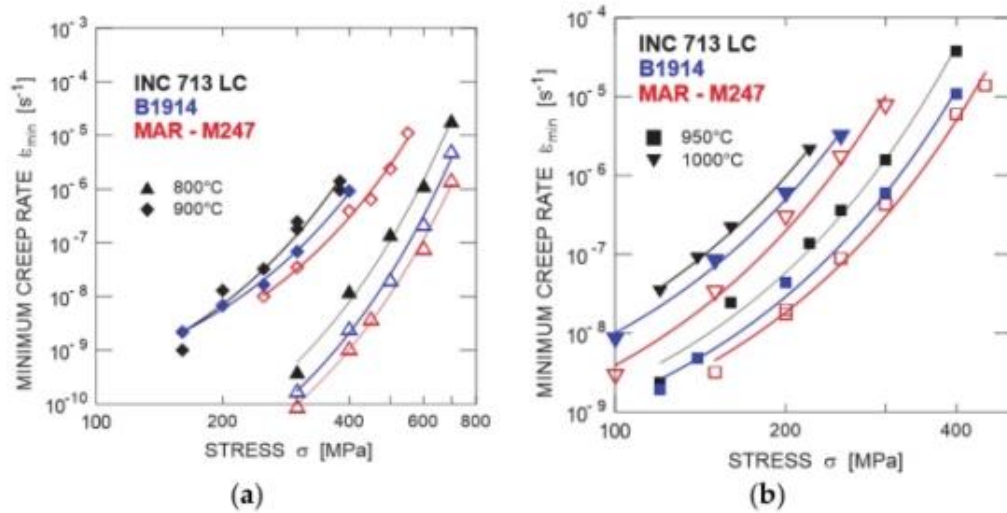 10⁻³
10⁻⁴
10⁻⁵
10⁻⁶
10⁻⁷
10⁻⁸
10⁻⁹
10⁻¹⁰
MINIMUM CREEP RATE ε̇min [s⁻¹]
INC 713 LC
B1914
MAR - M247
800°C
900°C
100 200 400 600 800
STRESS σ [MPa]
(a)
10⁻⁴
10⁻⁵
10⁻⁶
10⁻⁷
10⁻⁸
10⁻⁹
MINIMUM CREEP RATE ε̇min [s⁻¹]
INC 713 LC
B1914
MAR - M247
950°C
1000°C
100 200 400
STRESS σ [MPa]
(b)